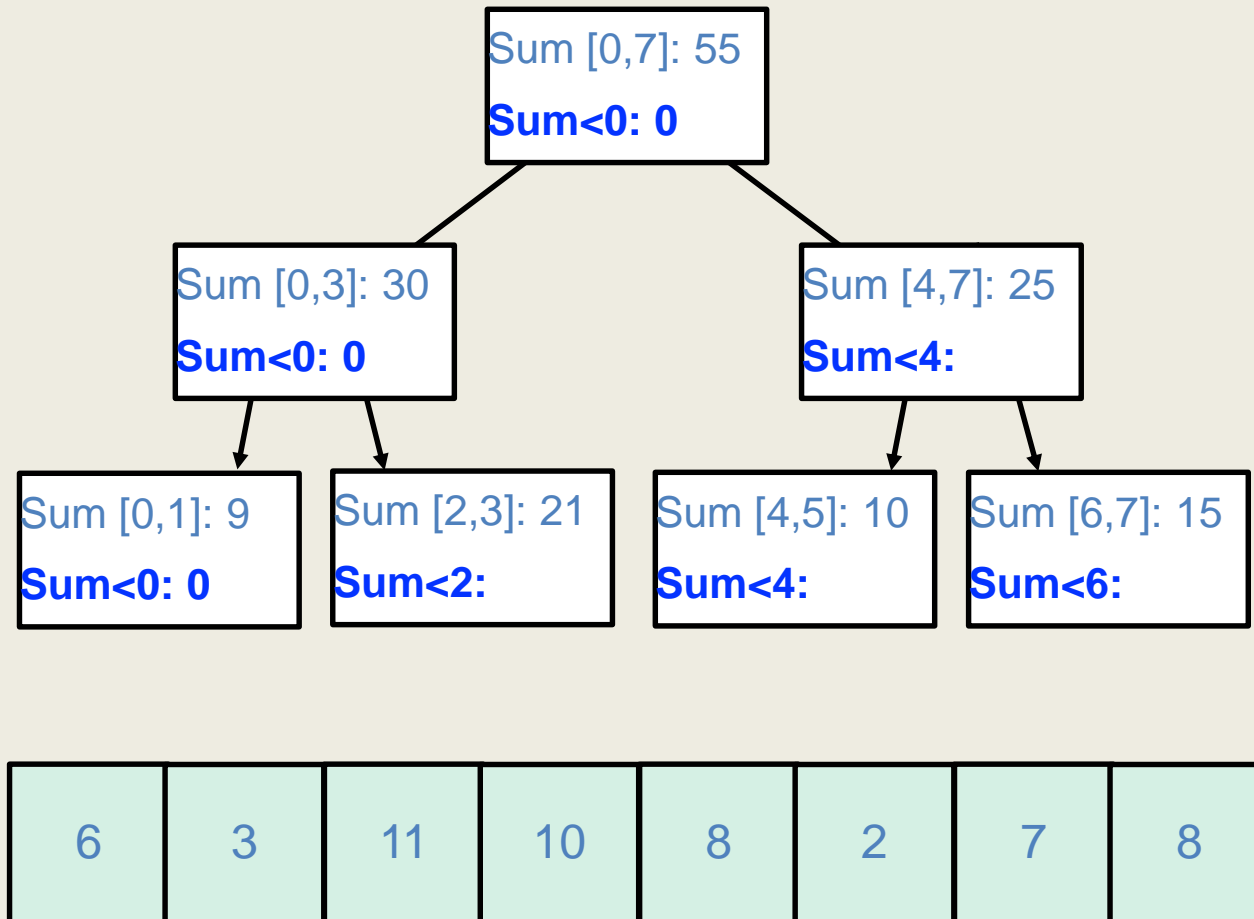 Sum [0,7]: 55
Sum<0: 0
Sum [0,3]: 30
Sum<0: 0
Sum [4,7]: 25
Sum<4:
Sum [0,1]: 9
Sum<0: 0
Sum [2,3]: 21
Sum<2:
Sum [4,5]: 10
Sum<4:
Sum [6,7]: 15
Sum<6:
6 3 11 10 8 2 7 8